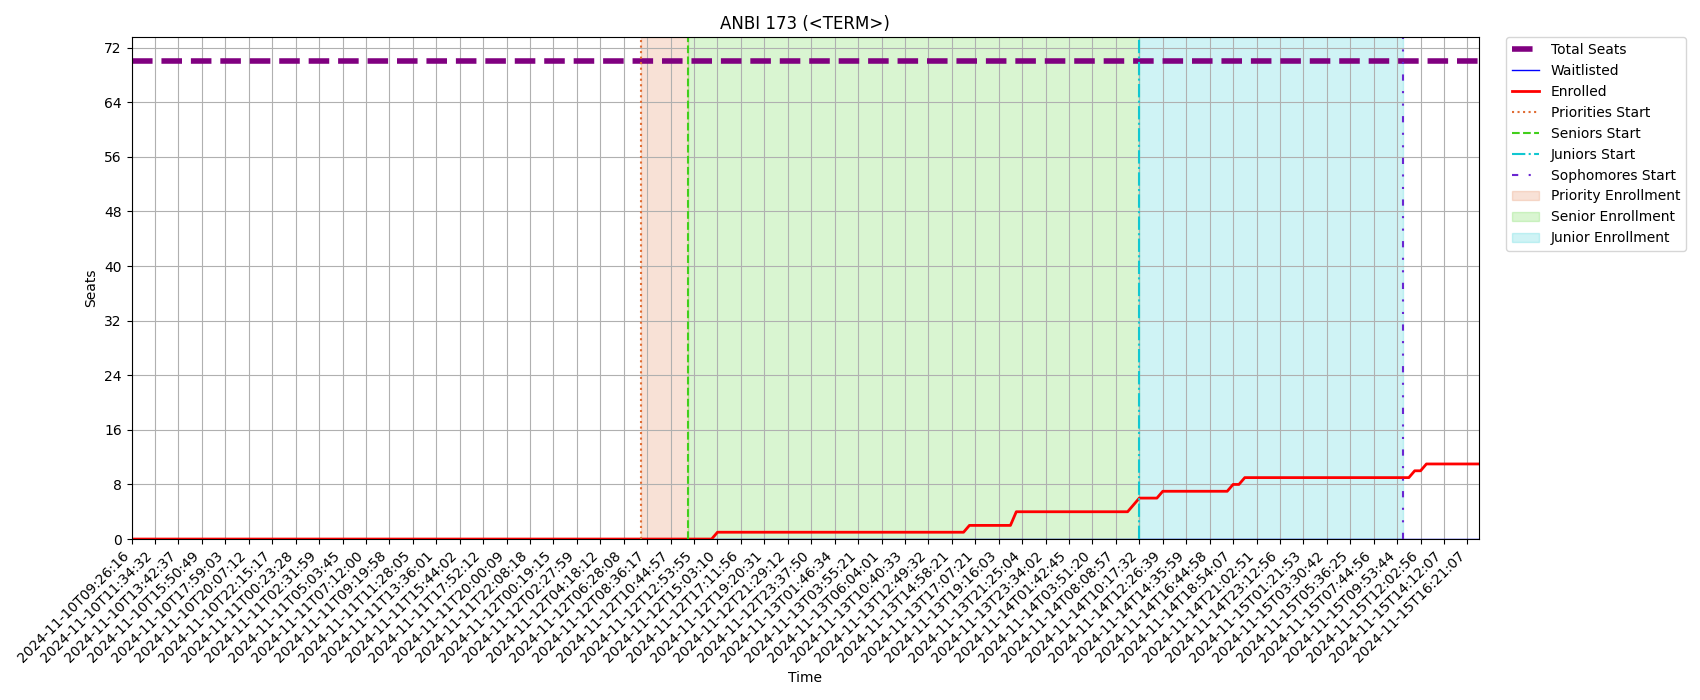 ANBI 173 (<TERM>)
72
64
56
48
40
32
24
16
8
0
Seats
2024-11-10T09:26:16
2024-11-10T11:34:32
2024-11-10T13:42:37
2024-11-10T15:50:49
2024-11-10T17:59:03
2024-11-10T20:07:12
2024-11-10T22:15:17
2024-11-11T00:23:28
2024-11-11T02:31:59
2024-11-11T05:03:45
2024-11-11T07:12:00
2024-11-11T09:19:58
2024-11-11T11:28:05
2024-11-11T13:36:01
2024-11-11T15:44:02
2024-11-11T17:52:12
2024-11-11T20:00:09
2024-11-11T22:08:18
2024-11-12T00:19:15
2024-11-12T02:27:59
2024-11-12T04:18:12
2024-11-12T06:28:08
2024-11-12T08:36:17
2024-11-12T10:44:57
2024-11-12T12:53:55
2024-11-12T15:03:10
2024-11-12T17:11:56
2024-11-12T19:20:31
2024-11-12T21:29:12
2024-11-12T23:37:50
2024-11-13T01:46:34
2024-11-13T03:55:21
2024-11-13T06:04:01
2024-11-13T10:40:33
2024-11-13T12:49:32
2024-11-13T14:58:21
2024-11-13T17:07:21
2024-11-13T19:16:03
2024-11-13T21:25:04
2024-11-13T23:34:02
2024-11-14T01:42:45
2024-11-14T03:51:20
2024-11-14T08:08:57
2024-11-14T10:17:32
2024-11-14T12:26:39
2024-11-14T14:35:59
2024-11-14T16:44:58
2024-11-14T18:54:07
2024-11-14T21:02:51
2024-11-14T23:12:56
2024-11-15T01:21:53
2024-11-15T03:30:42
2024-11-15T05:36:25
2024-11-15T07:44:56
2024-11-15T09:53:44
2024-11-15T12:02:56
2024-11-15T14:12:07
2024-11-15T16:21:07
Time
Total Seats
Waitlisted
Enrolled
Priorities Start
Seniors Start
Juniors Start
Sophomores Start
Priority Enrollment
Senior Enrollment
Junior Enrollment